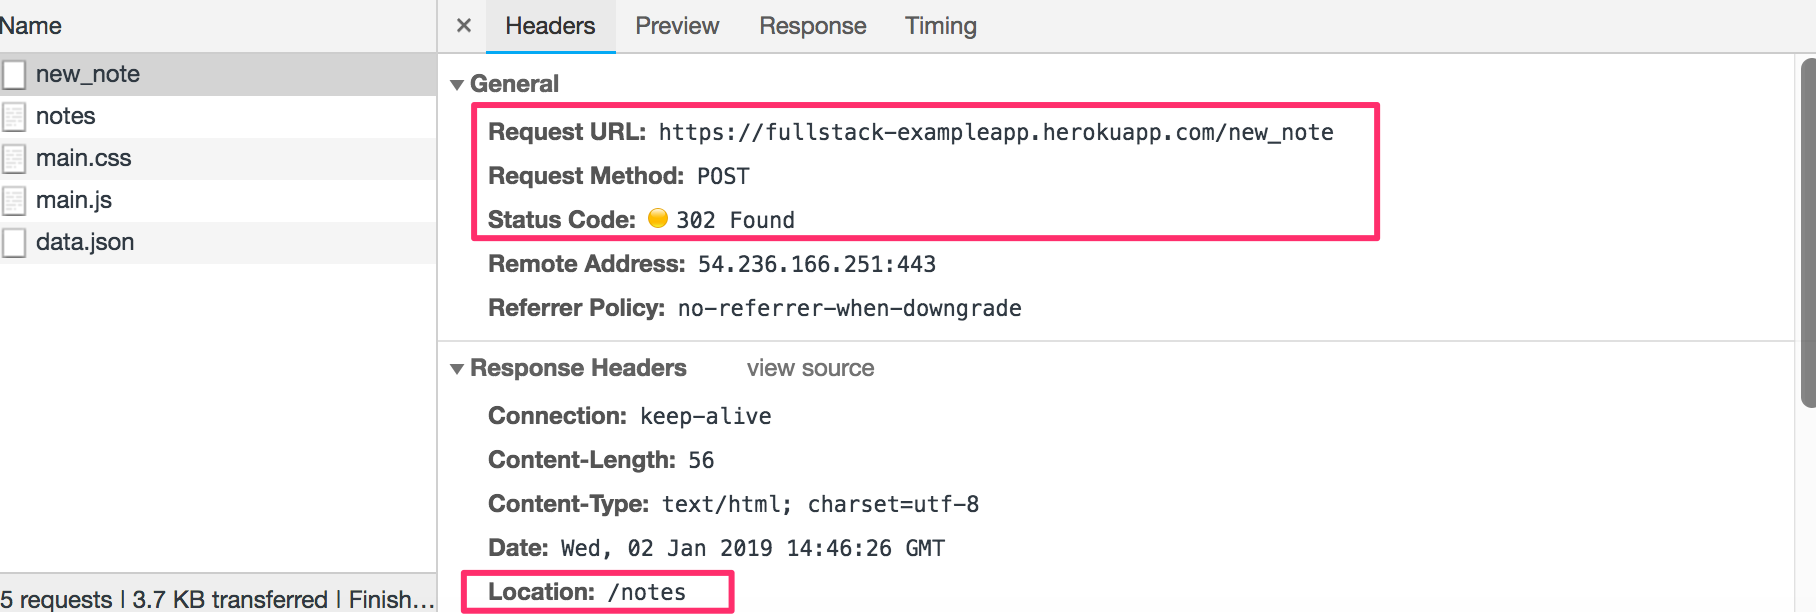 Name
new_note
notes
main.css
main.js
data.json
5 requests | 3.7 KB transferred | Finish...
× Headers Preview Response Timing
General
Request URL: https://fullstack-exampleapp.herokuapp.com/new_note
Request Method: POST
Status Code: 302 Found
Remote Address: 54.236.166.251:443
Referrer Policy: no-referrer-when-downgrade
Response Headers view source
Connection: keep-alive
Content-Length: 56
Content-Type: text/html; charset=utf-8
Date: Wed, 02 Jan 2019 14:46:26 GMT
Location: /notes